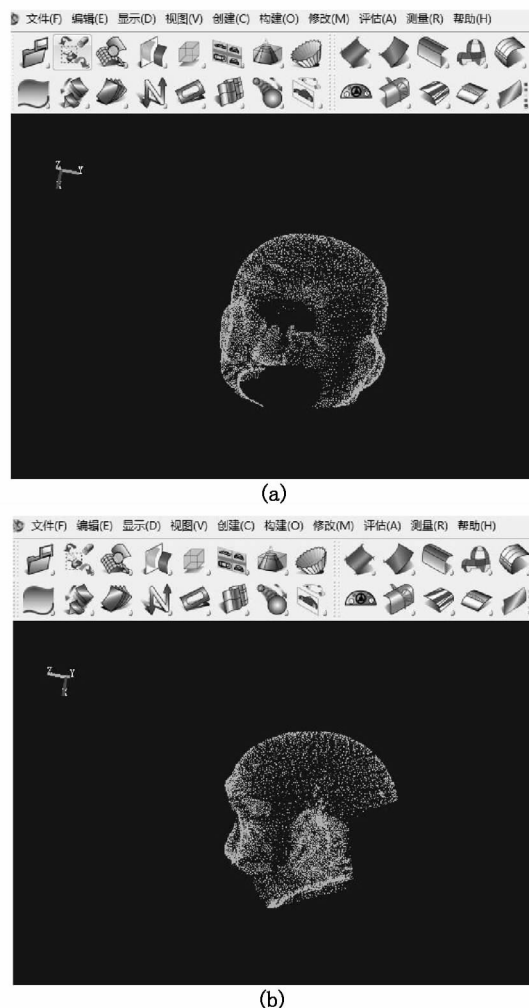 文件(F) 编辑(E) 显示(D) 视图(V) 创建(C) 构建(O) 修改(M) 评估(A) 测量(R) 帮助(H)
Z Y
X
(a)
文件(F) 编辑(E) 显示(D) 视图(V) 创建(C) 构建(O) 修改(M) 评估(A) 测量(R) 帮助(H)
Z Y
X
(b)